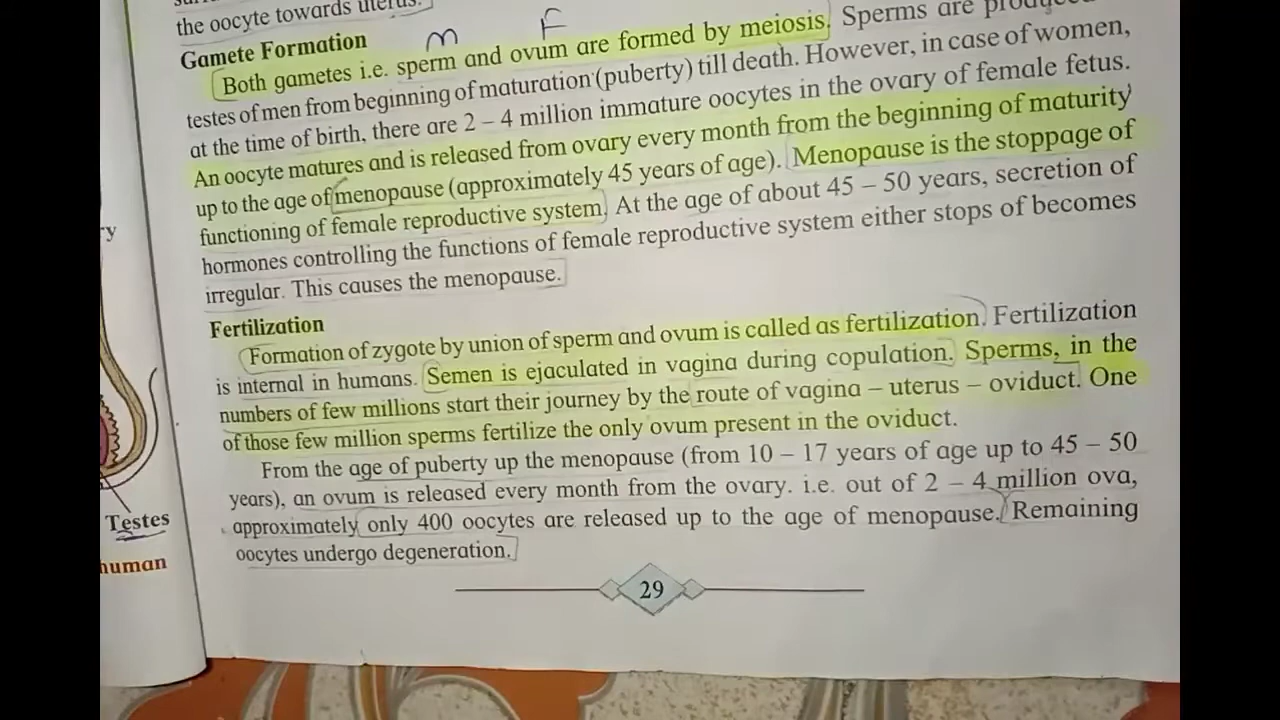 the oocyte towards uterus.
Gamete Formation
M F
Both gametes i.e. sperm and ovum are formed by meiosis. Sperms are
testes of men from beginning of maturation (puberty) till death. However, in case of women,
at the time of birth, there are 2 – 4 million immature oocytes in the ovary of female fetus.
An oocyte matures and is released from ovary every month from the beginning of maturity
up to the age of menopause (approximately 45 years of age). Menopause is the stoppage of
functioning of female reproductive system. At the age of about 45 – 50 years, secretion of
hormones controlling the functions of female reproductive system either stops of becomes
irregular. This causes the menopause.
Fertilization
Formation of zygote by union of sperm and ovum is called as fertilization. Fertilization
is internal in humans. Semen is ejaculated in vagina during copulation. Sperms, in the
numbers of few millions start their journey by the route of vagina – uterus – oviduct. One
of those few million sperms fertilize the only ovum present in the oviduct.
From the age of puberty up the menopause (from 10 – 17 years of age up to 45 – 50
years), an ovum is released every month from the ovary. i.e. out of 2 – 4 million ova,
approximately only 400 oocytes are released up to the age of menopause. Remaining
oocytes undergo degeneration.
29
ry
Testes
human